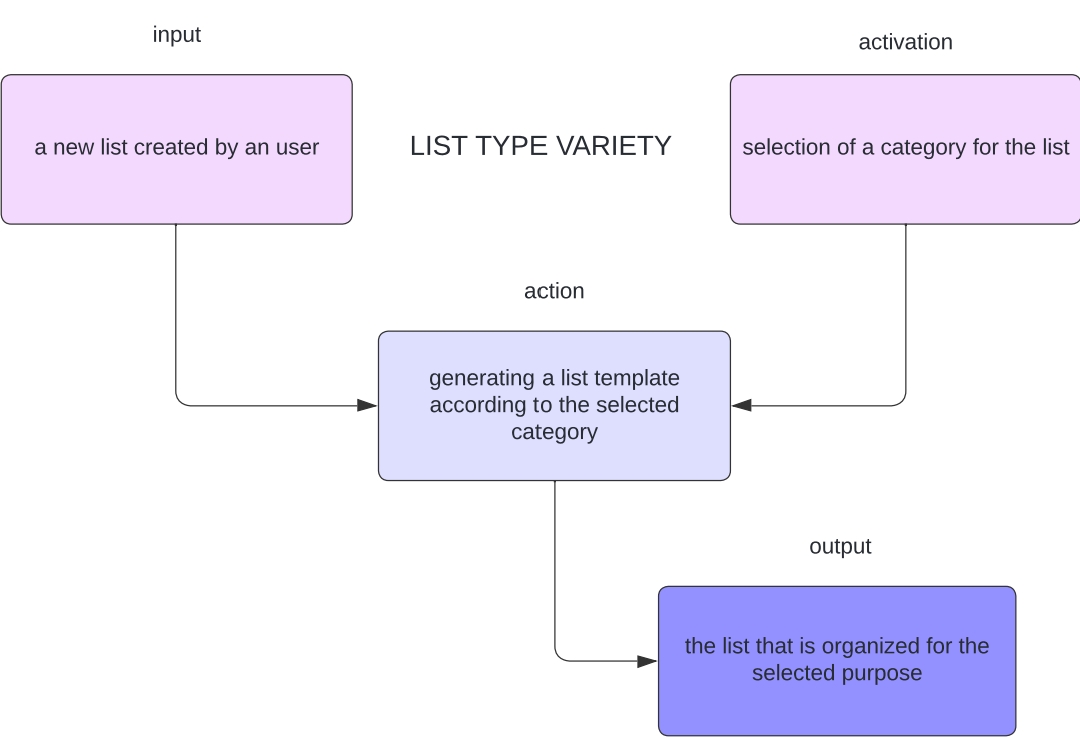 input
activation
a new list created by an user
LIST TYPE VARIETY
selection of a category for the list
action
generating a list template
according to the selected
category
output
the list that is organized for the
selected purpose